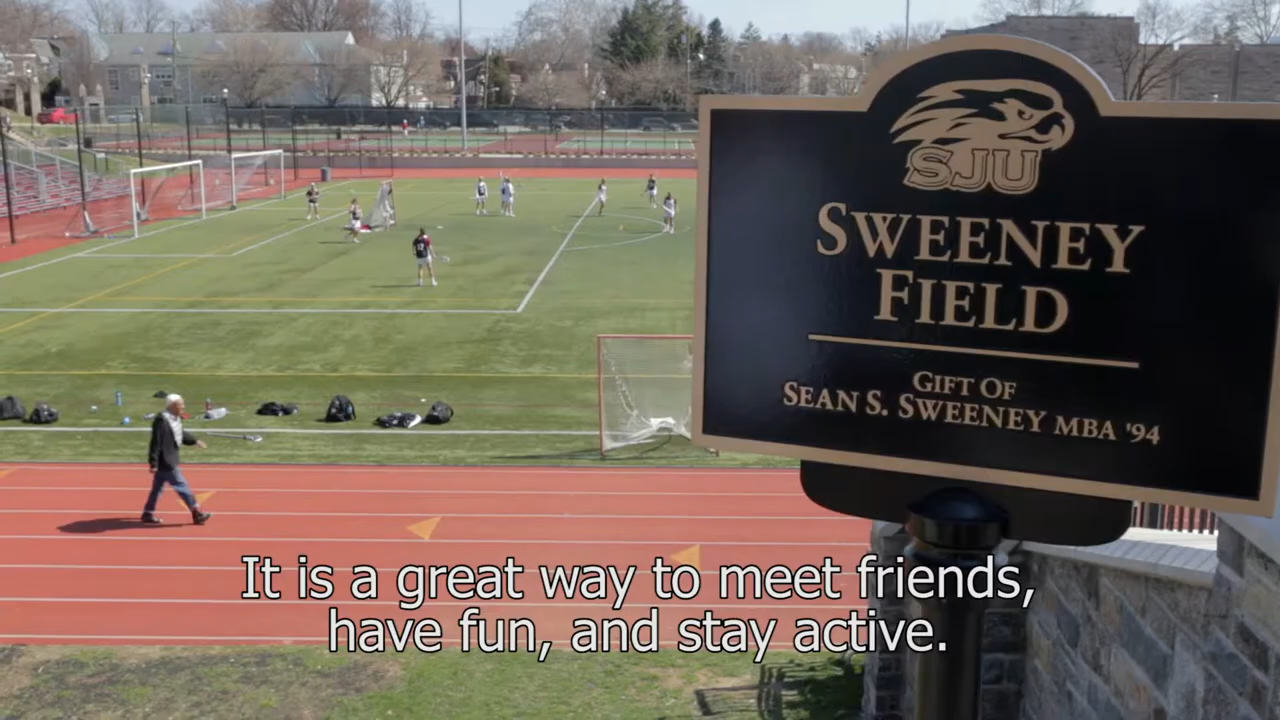 SJU
SWEENEY
FIELD
GIFT OF
SEAN S. SWEENEY MBA '94
It is a great way to meet friends,
have fun, and stay active.